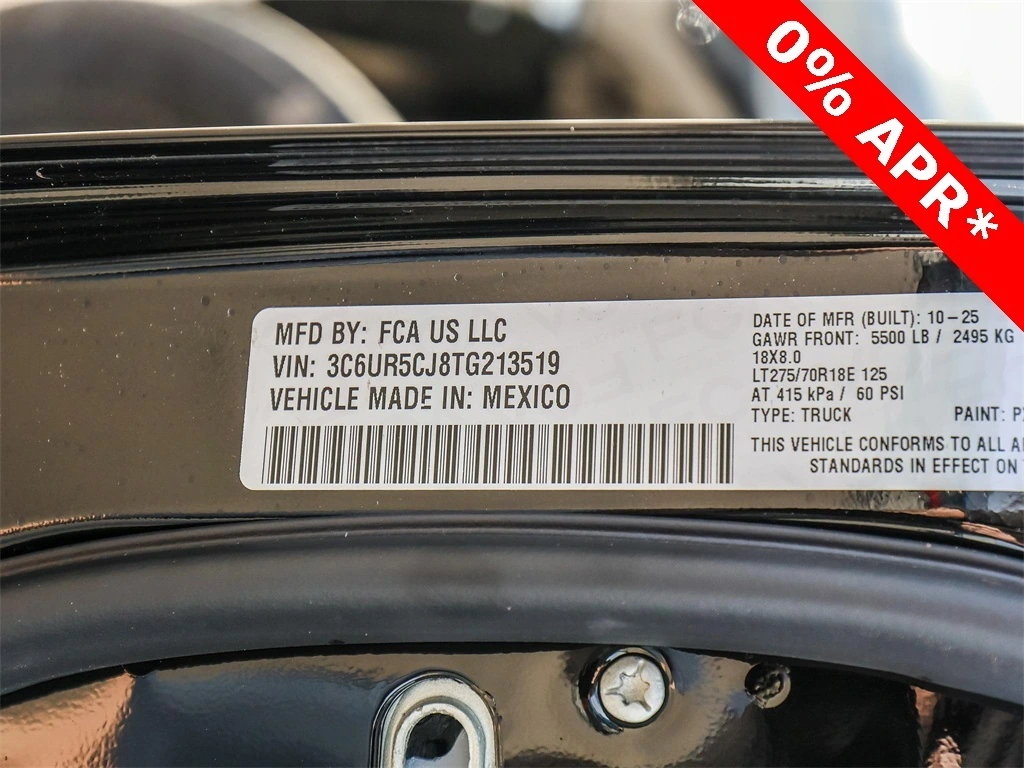 0% APR*
MFD BY: FCA US LLC
VIN: 3C6UR5CJ8TG213519
VEHICLE MADE IN: MEXICO
DATE OF MFR (BUILT): 10-25
GAWR FRONT: 5500 LB / 2495 KG
18X8.0
LT275/70R18E 125
AT 415 kPa / 60 PSI
TYPE: TRUCK PAINT:
THIS VEHICLE CONFORMS TO ALL
STANDARDS IN EFFECT ON